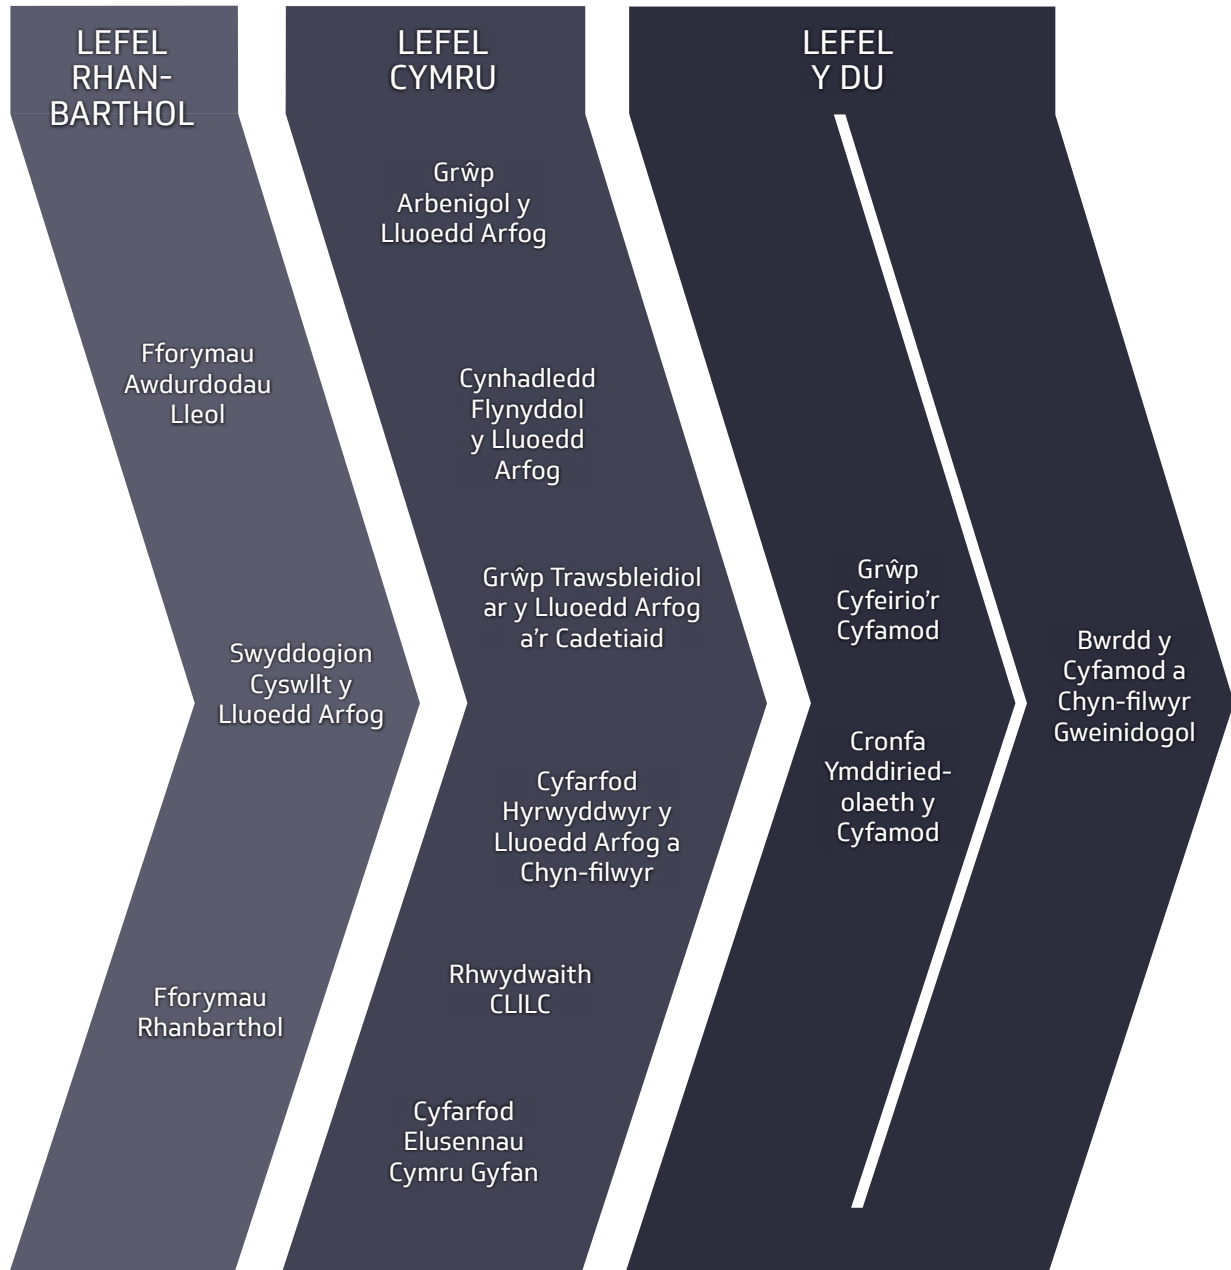 LEFEL
RHAN-
BARTHOL
Fforymau
Awdurdodau
Lleol
Swyddogion
Cyswllt y
Lluoedd Arfog
Fforymau
Rhanbarthol
LEFEL
CYMRU
Grŵp
Arbenigol y
Lluoedd Arfog
Cynhadledd
Flynyddol
y Lluoedd
Arfog
Grŵp Trawsbleidiol
ar y Lluoedd Arfog
a’r Cadetiaid
Cyfarfod
Hyrwyddwyr y
Lluoedd Arfog a
Chyn-filwyr
Rhwydwaith
CLlLC
Cyfarfod
Elusennau
Cymru Gyfan
LEFEL
Y DU
Grŵp
Cyfeirio’r
Cyfamod
Cronfa
Ymddiried-
olaeth y
Cyfamod
Bwrdd y
Cyfamod a
Chyn-filwyr
Gweinidogol